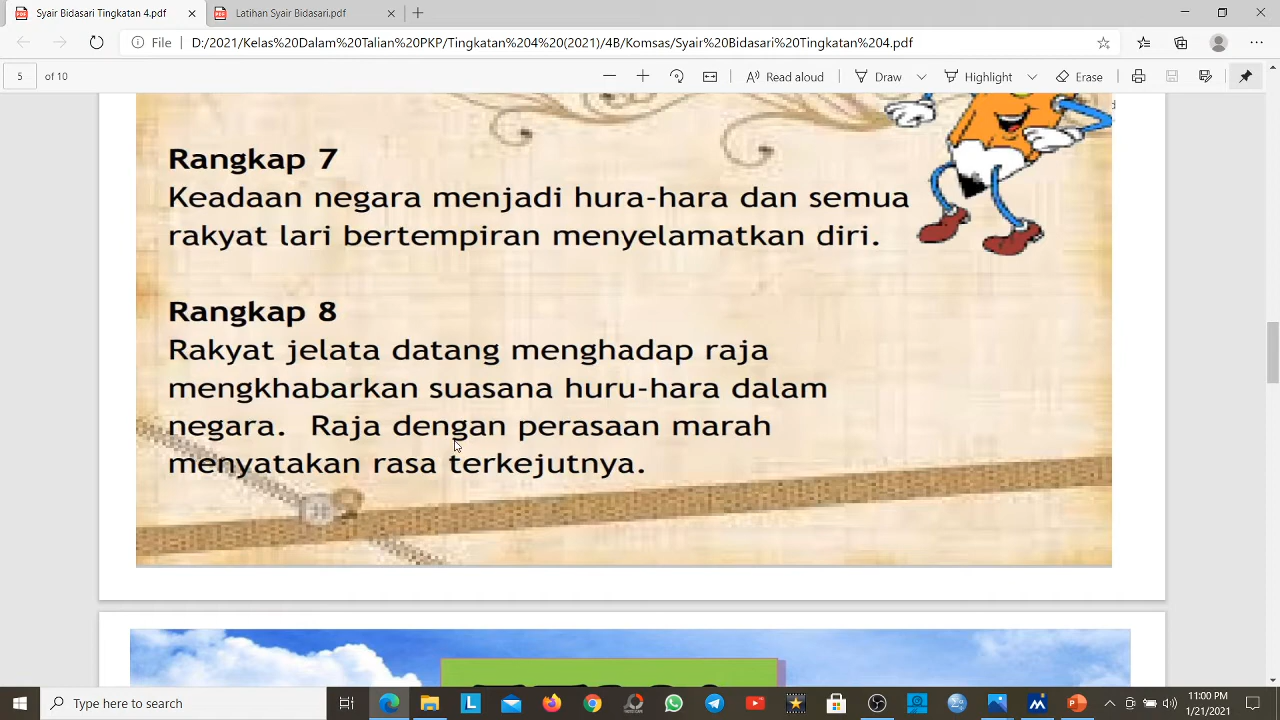 Syair Bidasari Tingkatan 4.pdf
Latihan Syair Bidasari.pdf
File
D:/2021/Kelas%20Dalam%20Talian%20PKP/Tingkatan%204%20(2021)/4B/Komsas/Syair%20Bidasari%20Tingkatan%204.pdf
5 of 10
Read aloud
Draw
Highlight
Erase
Rangkap 7
Keadaan negara menjadi hura-hara dan semua
rakyat lari bertempiran menyelamatkan diri.
Rangkap 8
Rakyat jelata datang menghadap raja
mengkhabarkan suasana huru-hara dalam
negara. Raja dengan perasaan marah
menyatakan rasa terkejutnya.
Type here to search
11:00 PM
1/21/2021